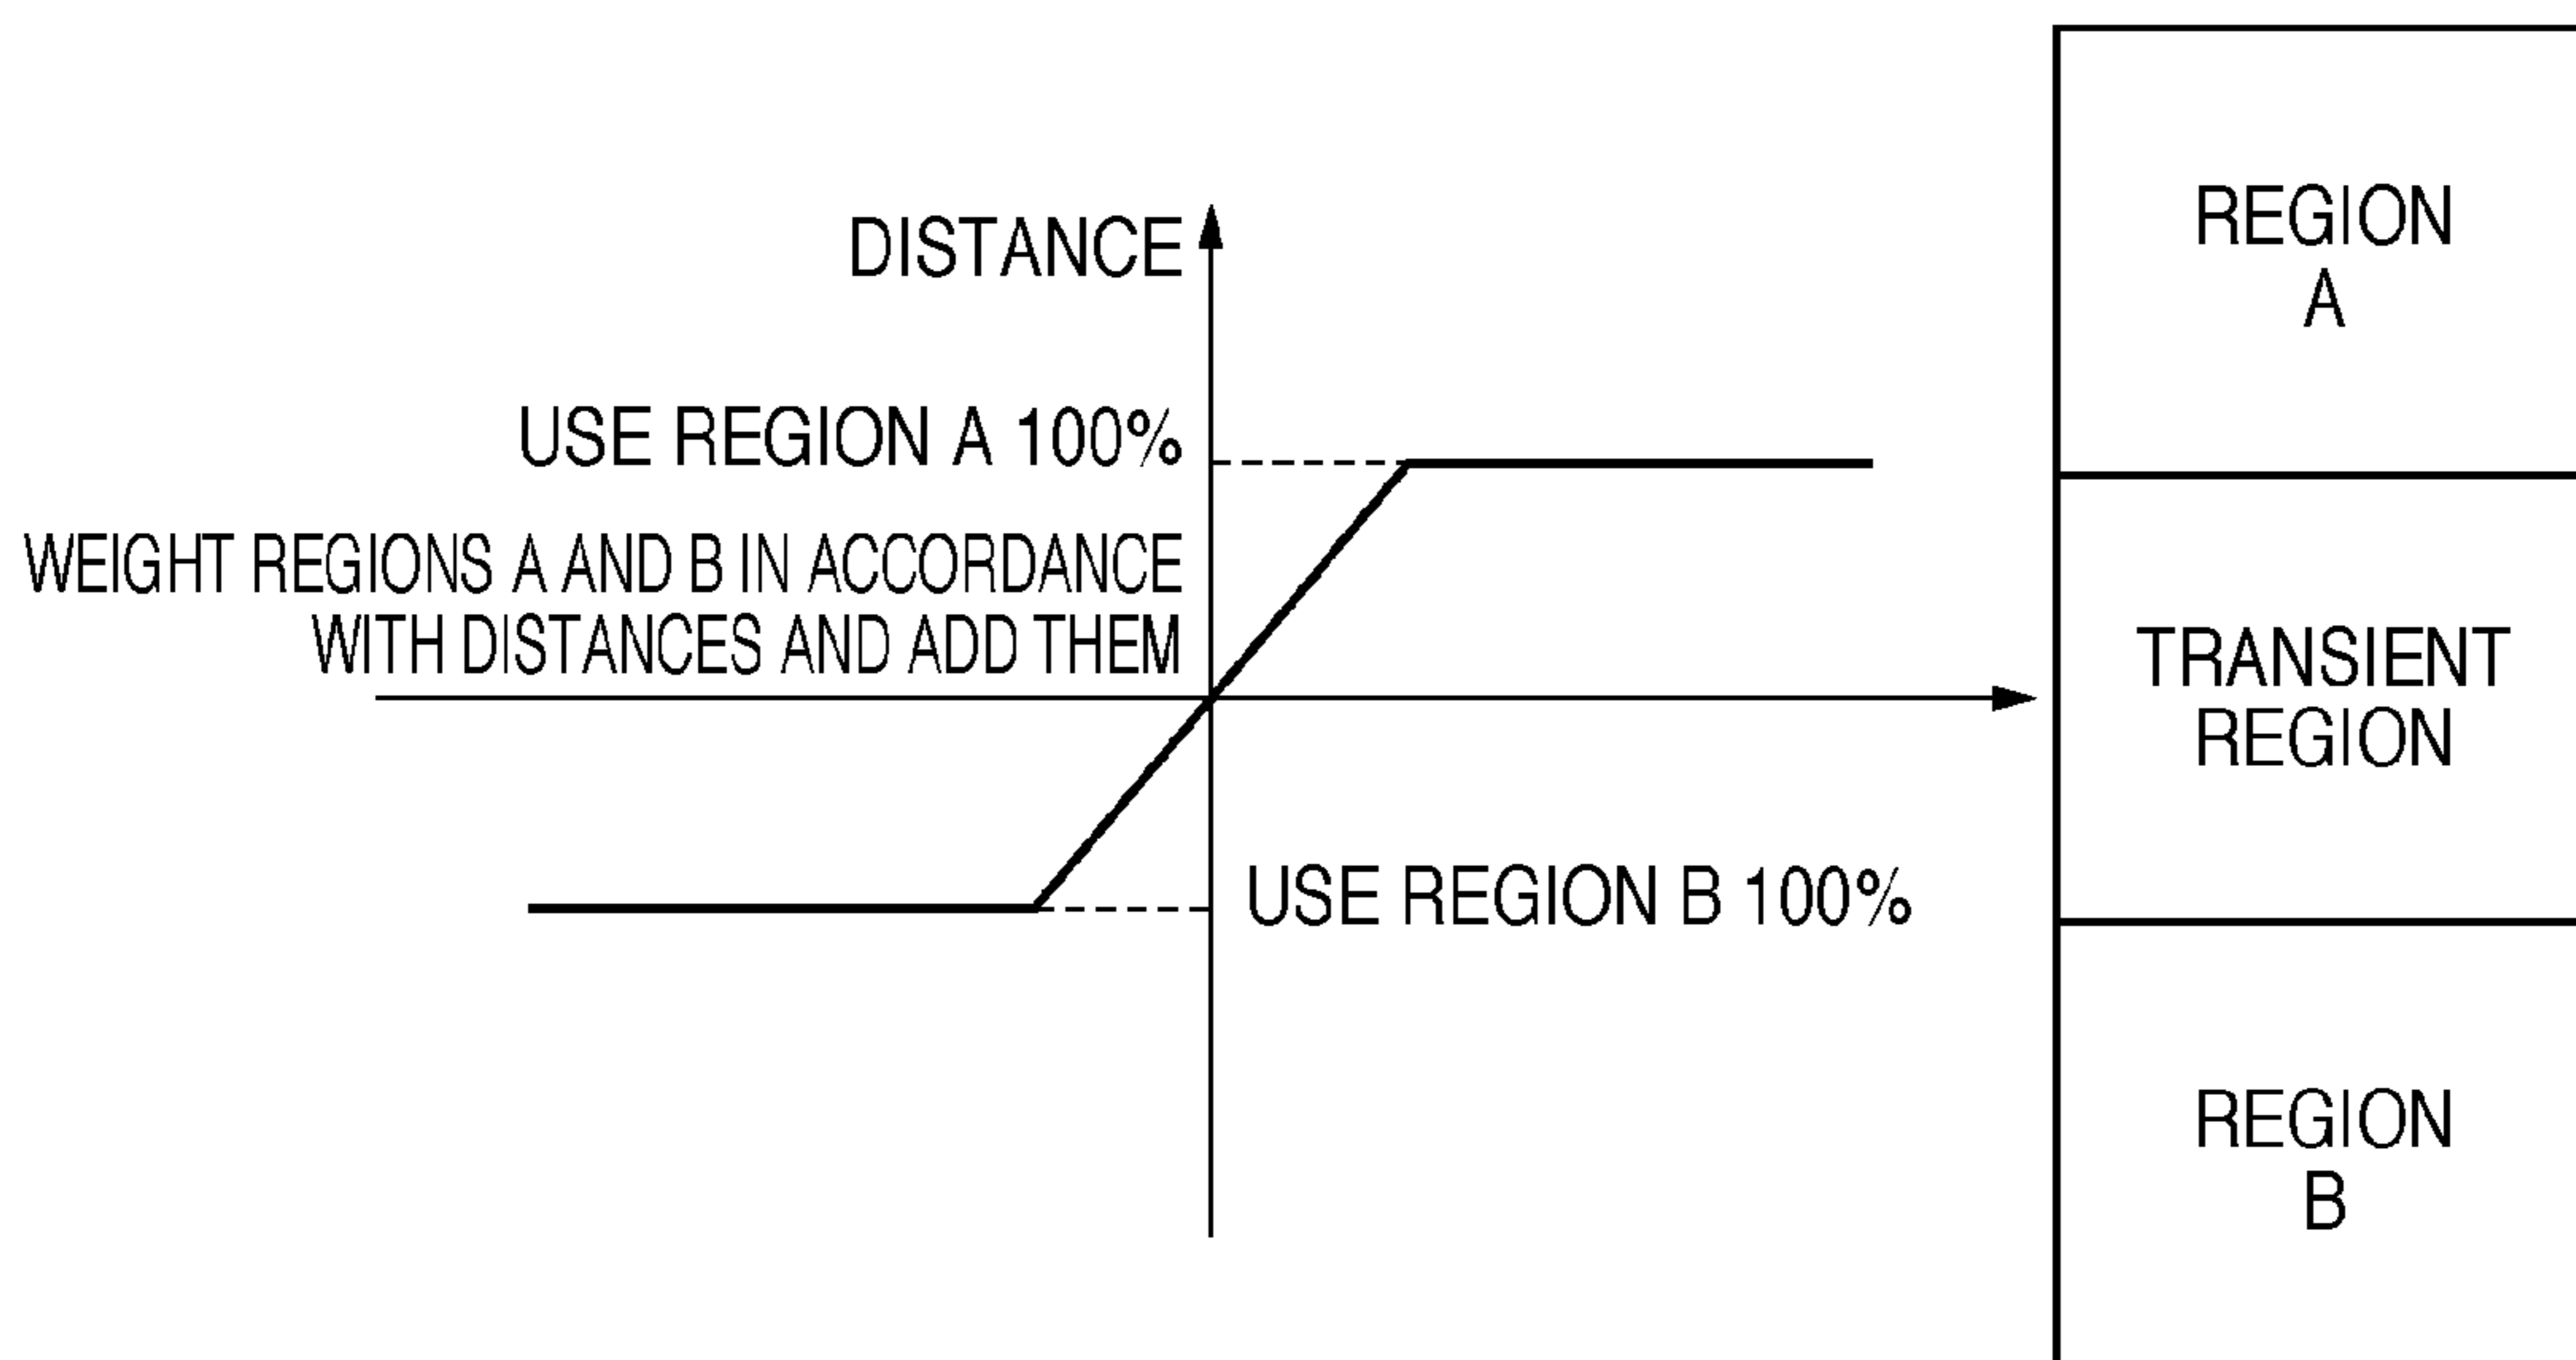 DISTANCE
USE REGION A 100%
WEIGHT REGIONS A AND B IN ACCORDANCE
WITH DISTANCES AND ADD THEM
USE REGION B 100%
REGION
A
TRANSIENT
REGION
REGION
B